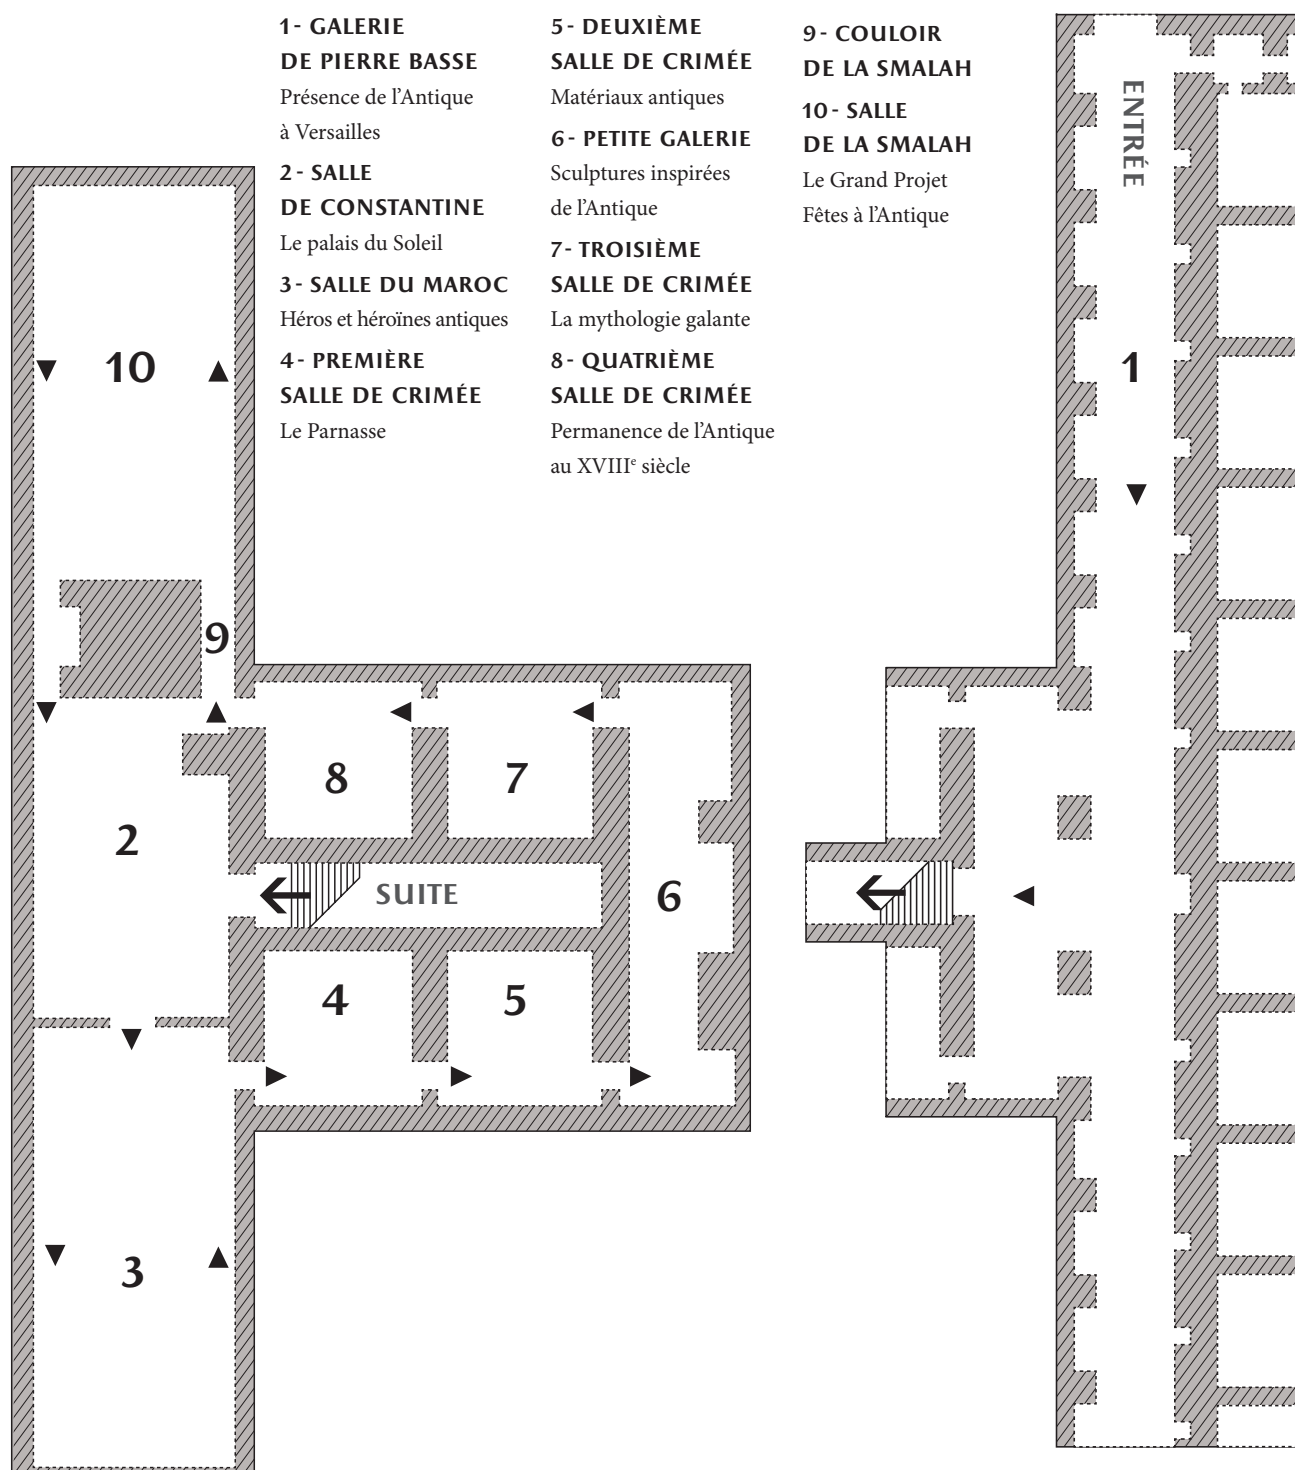 1- GALERIE
DE PIERRE BASSE
Présence de l’Antique
à Versailles
2- SALLE
DE CONSTANTINE
Le palais du Soleil
3- SALLE DU MAROC
Héros et héroïnes antiques
4- PREMIÈRE
SALLE DE CRIMÉE
Le Parnasse
5- DEUXIÈME
SALLE DE CRIMÉE
Matériaux antiques
6- PETITE GALERIE
Sculptures inspirées
de l’Antique
7- TROISIÈME
SALLE DE CRIMÉE
La mythologie galante
8- QUATRIÈME
SALLE DE CRIMÉE
Permanence de l’Antique
au XVIIIe siècle
9- COULOIR
DE LA SMALAH
10- SALLE
DE LA SMALAH
Le Grand Projet
Fêtes à l’Antique
ENTRÉE
1
10
9
8
7
2
SUITE
6
4
5
3